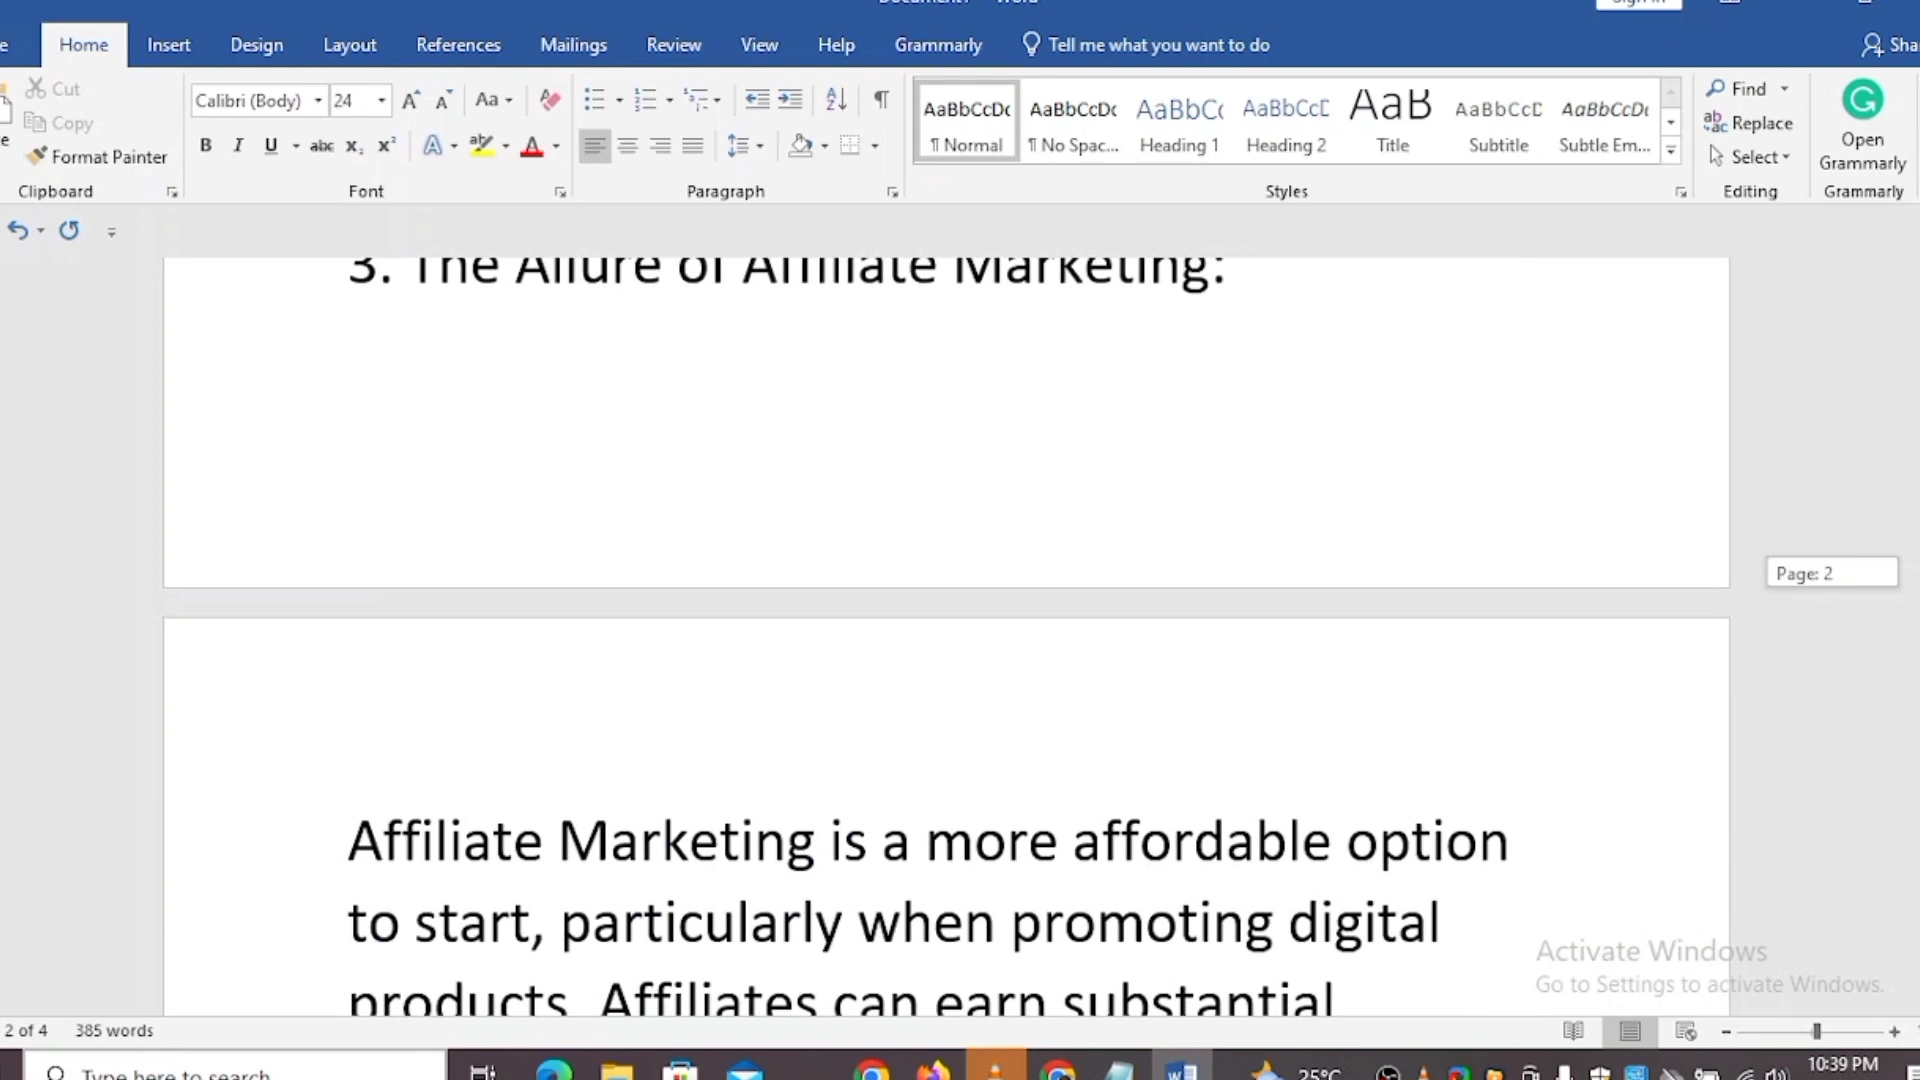 Home Insert Design Layout References Mailings Review View Help Grammarly Tell me what you want to do
Cut
Copy
Format Painter
Clipboard
Calibri (Body) 24
Font
Paragraph
AaBbCcDc AaBbCcDc AaBbCc AaBbCcD AaB AaBbCcD AaBbCcDc
¶ Normal ¶ No Spac... Heading 1 Heading 2 Title Subtitle Subtle Em...
Styles
Find
Replace
Select
Editing
Open
Grammarly
Grammarly
3. The Allure of Affiliate Marketing:
Page: 2
Affiliate Marketing is a more affordable option
to start, particularly when promoting digital
products. Affiliates can earn substantial
Activate Windows
Go to Settings to activate Windows.
2 of 4 385 words
Type here to search
25°C
10:39 PM